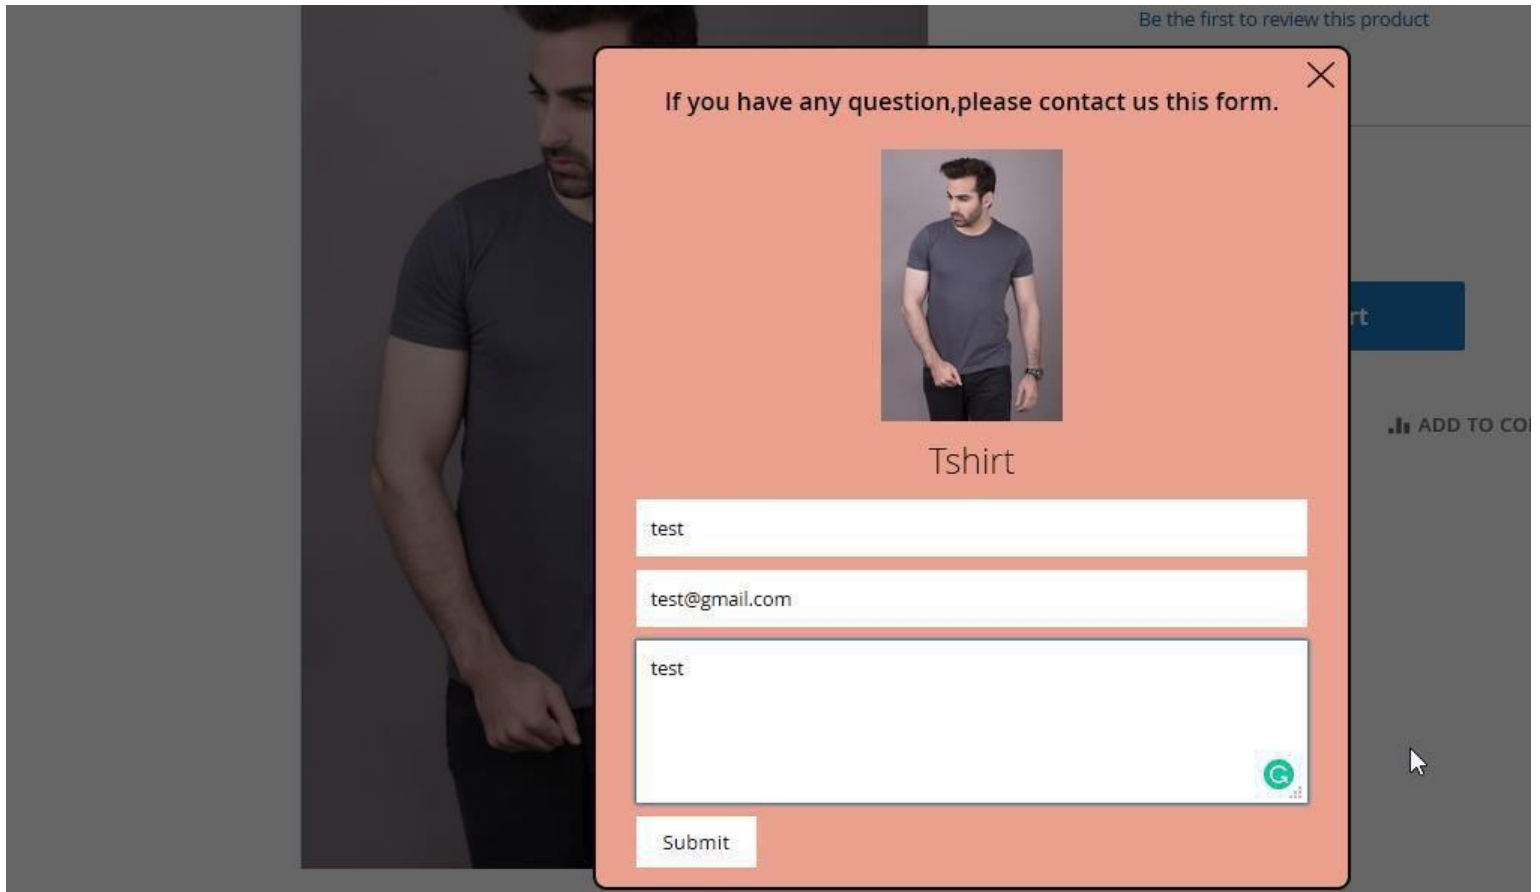 Be the first to review this product
If you have any question,please contact us this form.
rt
ADD TO CO
Tshirt
test
test@gmail.com
test
Submit